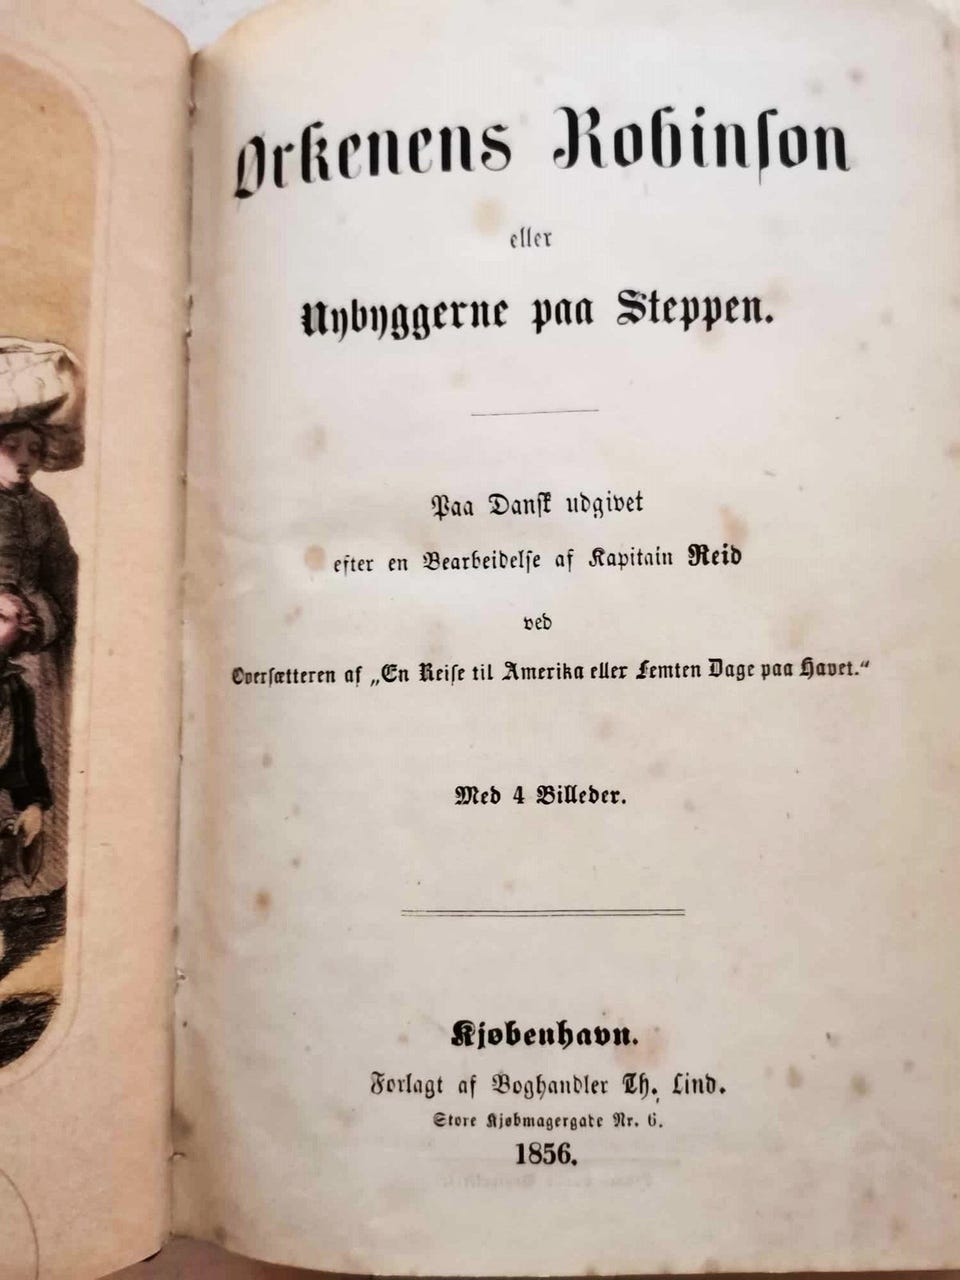 Ørkenens Robinson
eller
Nybyggerne paa Steppen.
Paa Dansk udgivet
efter en Bearbeidelse af Kapitain Reid
ved
Oversætteren af „En Reise til Amerika eller Femten Dage paa Havet.“
Med 4 Billeder.
Kjøbenhavn.
Forlagt af Boghandler Th. Lind.
Store Kjøbmagergade Nr. 6.
1856.